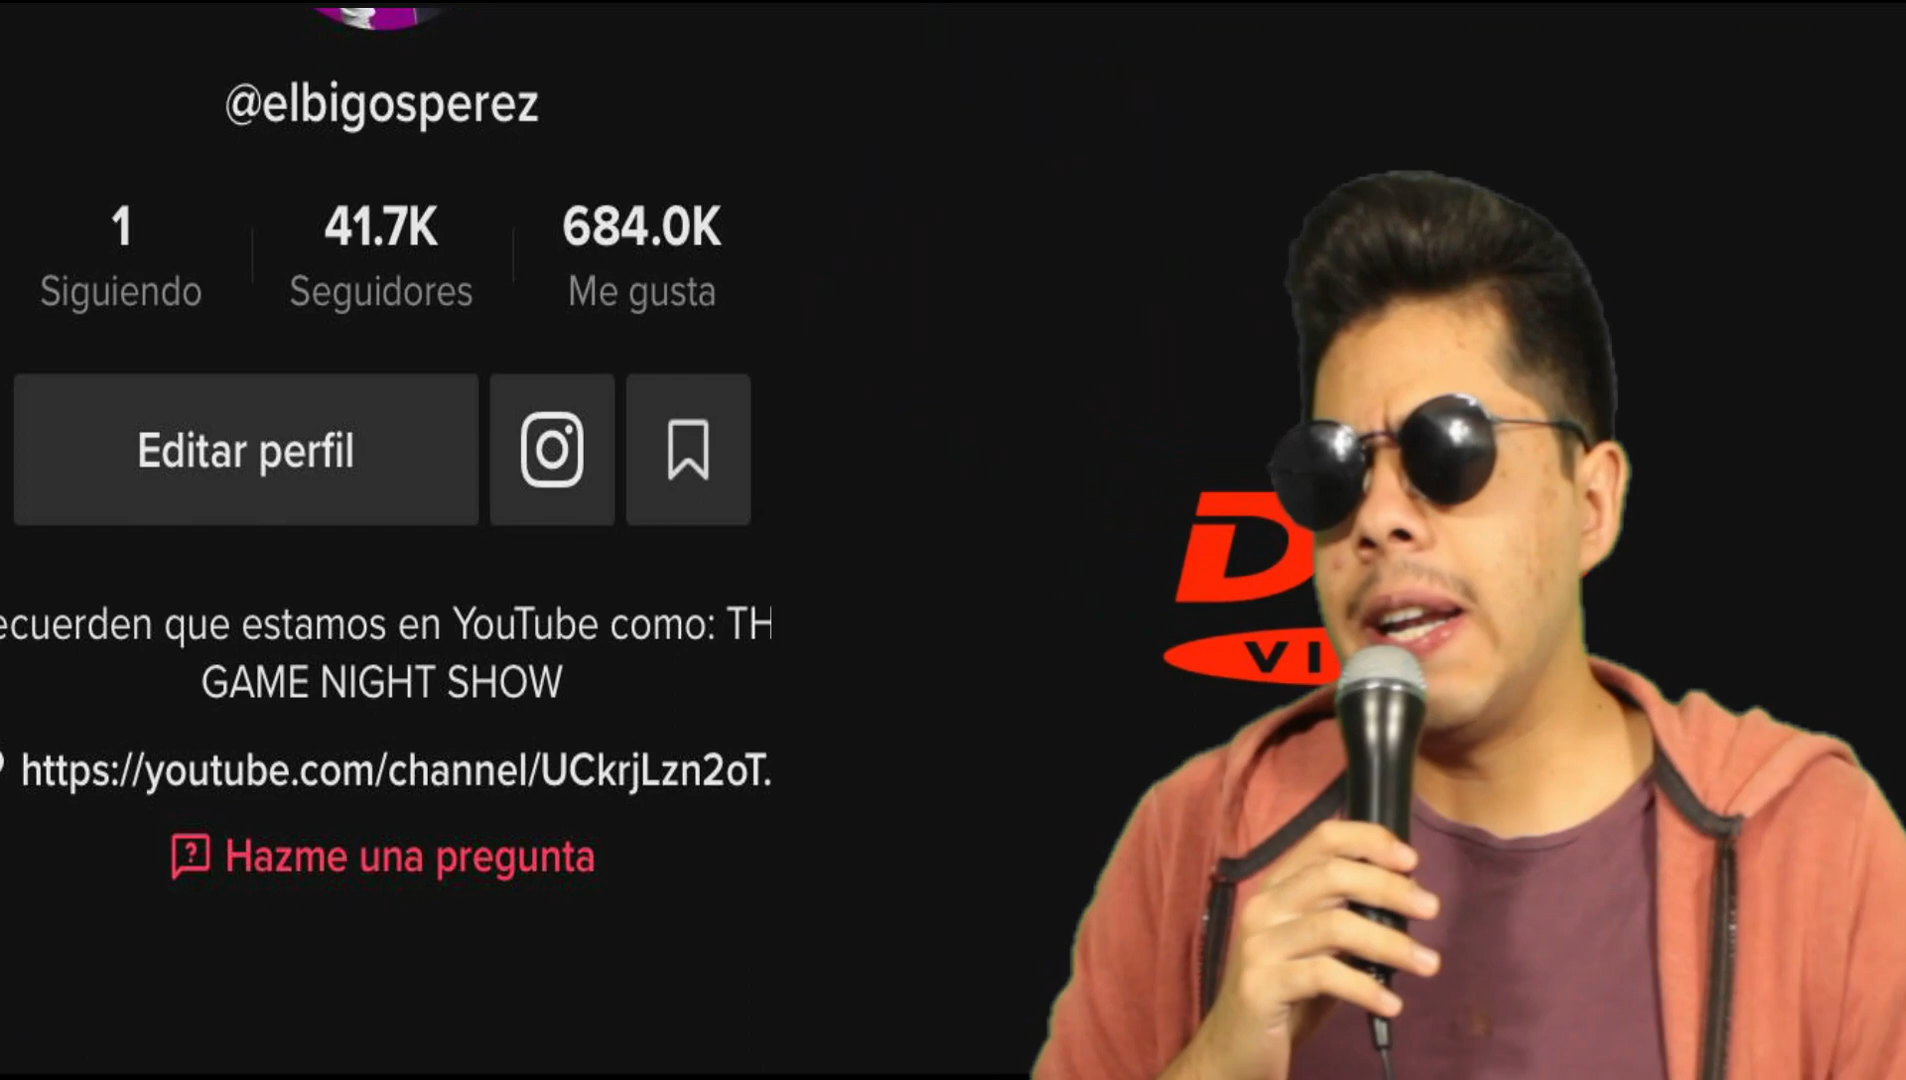 @elbigosperez
1 41.7K 684.0K
Siguiendo Seguidores Me gusta
Editar perfil
ecuerden que estamos en YouTube como: TH
GAME NIGHT SHOW
https://youtube.com/channel/UCkrjLzn2oT.
Hazme una pregunta
D
VI